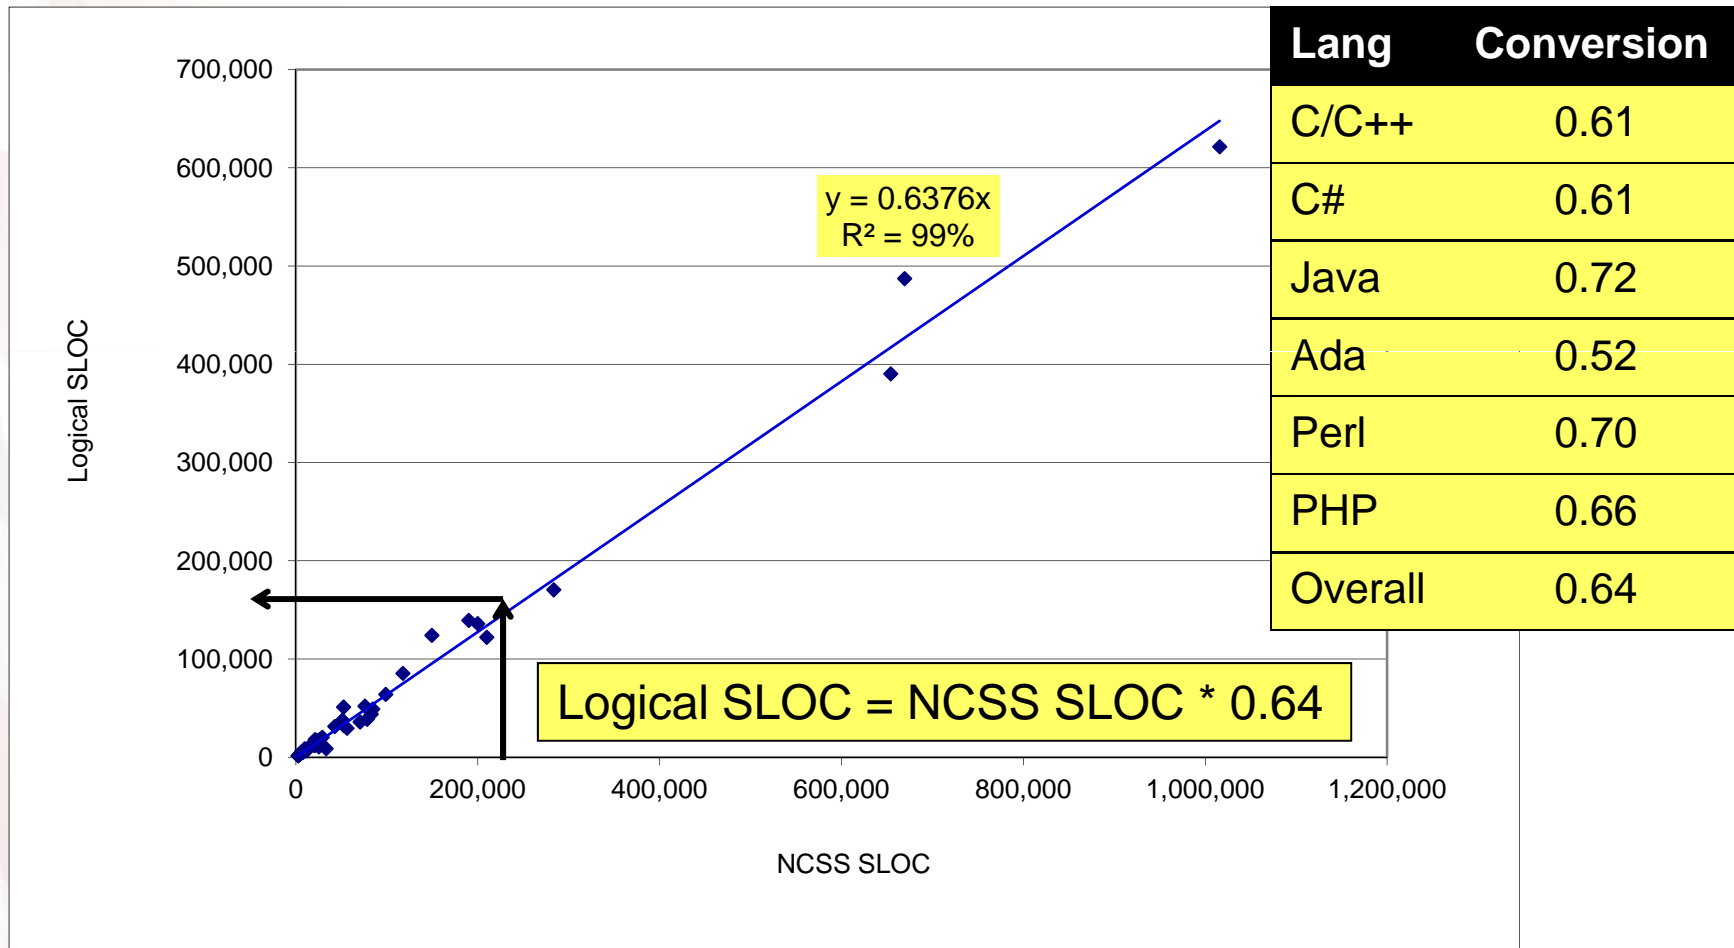 Lang Conversion
C/C++ 0.61
C# 0.61
Java 0.72
Ada 0.52
Perl 0.70
PHP 0.66
Overall 0.64
700,000
600,000
500,000
400,000
300,000
200,000
100,000
0
Logical SLOC
y = 0.6376x
R² = 99%
Logical SLOC = NCSS SLOC * 0.64
0 200,000 400,000 600,000 800,000 1,000,000 1,200,000
NCSS SLOC